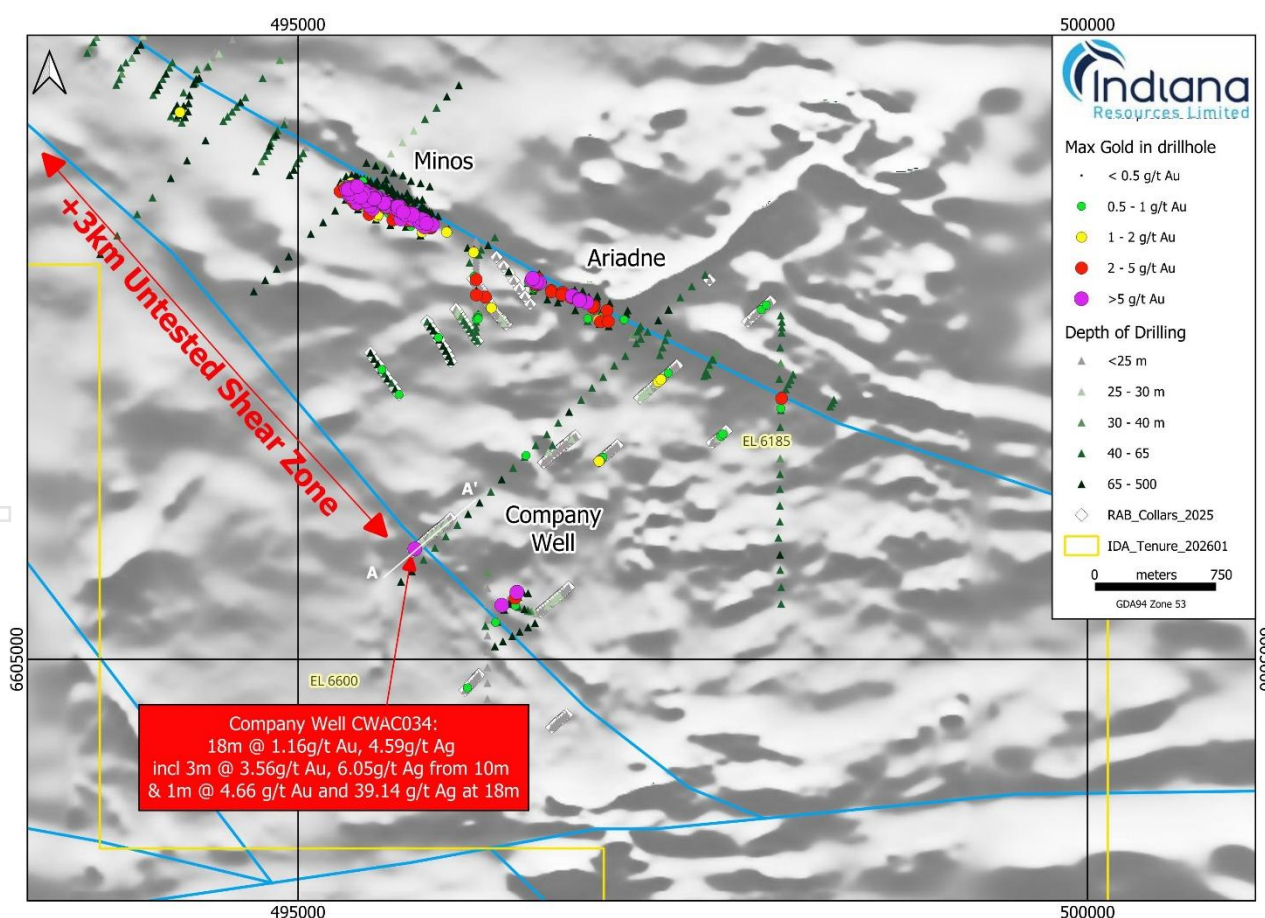 495000
500000
Indiana
Resources Limited
Max Gold in drillhole
< 0.5 g/t Au
0.5 - 1 g/t Au
1 - 2 g/t Au
2 - 5 g/t Au
>5 g/t Au
Depth of Drilling
<25 m
25 - 30 m
30 - 40 m
40 - 65
65 - 500
RAB_Collars_2025
IDA_Tenure_202601
0 meters 750
GDA94 Zone 53
Minos
Ariadne
+3km Untested Shear Zone
EL 6185
A'
Company
Well
A
6605000
EL 6600
Company Well CWAC034:
18m @ 1.16g/t Au, 4.59g/t Ag
incl 3m @ 3.56g/t Au, 6.05g/t Ag from 10m
& 1m @ 4.66 g/t Au and 39.14 g/t Ag at 18m
495000
500000